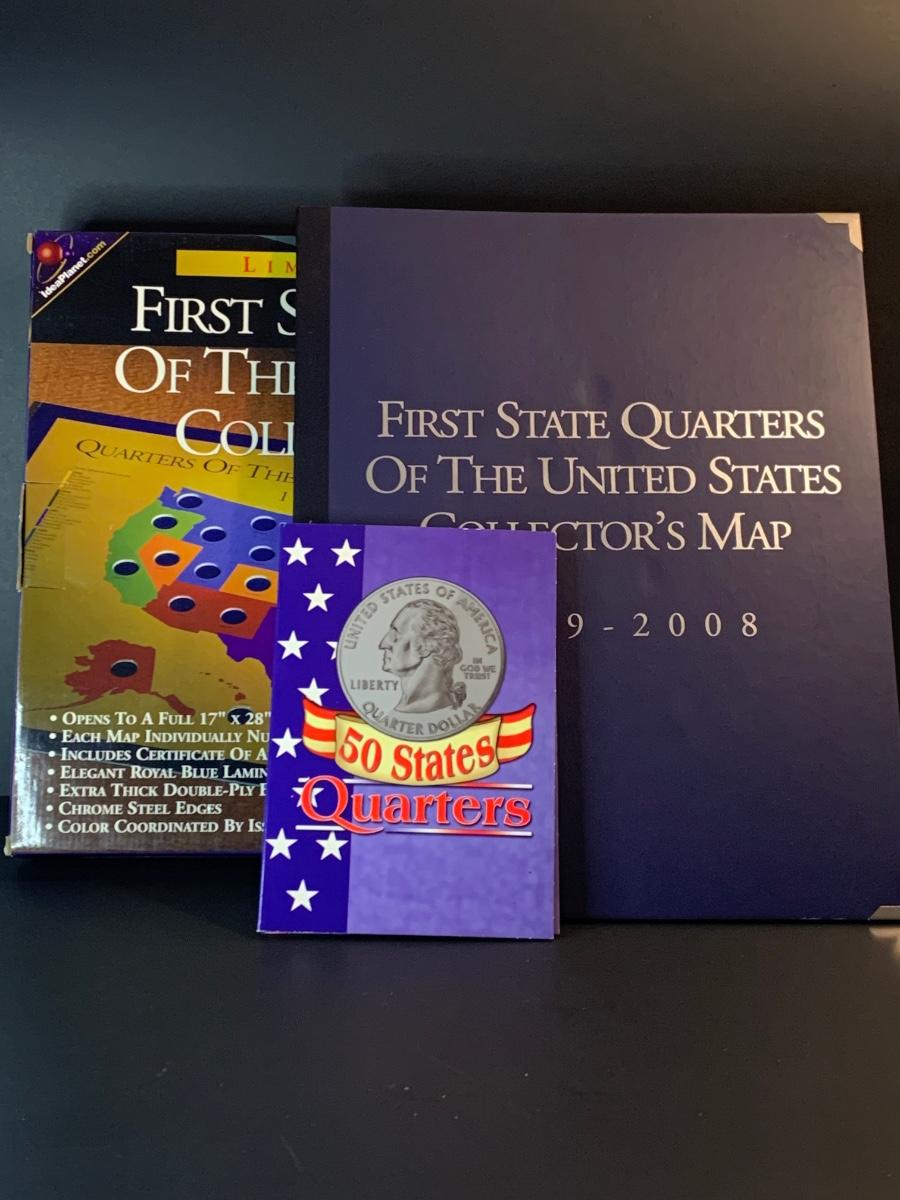 IdeaPlanet.com
LIM
FIRST S
OF THE
COLL
QUARTERS OF THE
1
• OPENS TO A FULL 17" X 28"
• EACH MAP INDIVIDUALLY NU
• INCLUDES CERTIFICATE OF A
• ELEGANT ROYAL BLUE LAMIN
• EXTRA THICK DOUBLE-PLY
• CHROME STEEL EDGES
• COLOR COORDINATED BY IS
FIRST STATE QUARTERS
OF THE UNITED STATES
COLLECTOR'S MAP
9-2008
UNITED STATES OF AMERICA
LIBERTY
IN
GOD WE
TRUST
QUARTER DOLLAR
50 States
Quarters